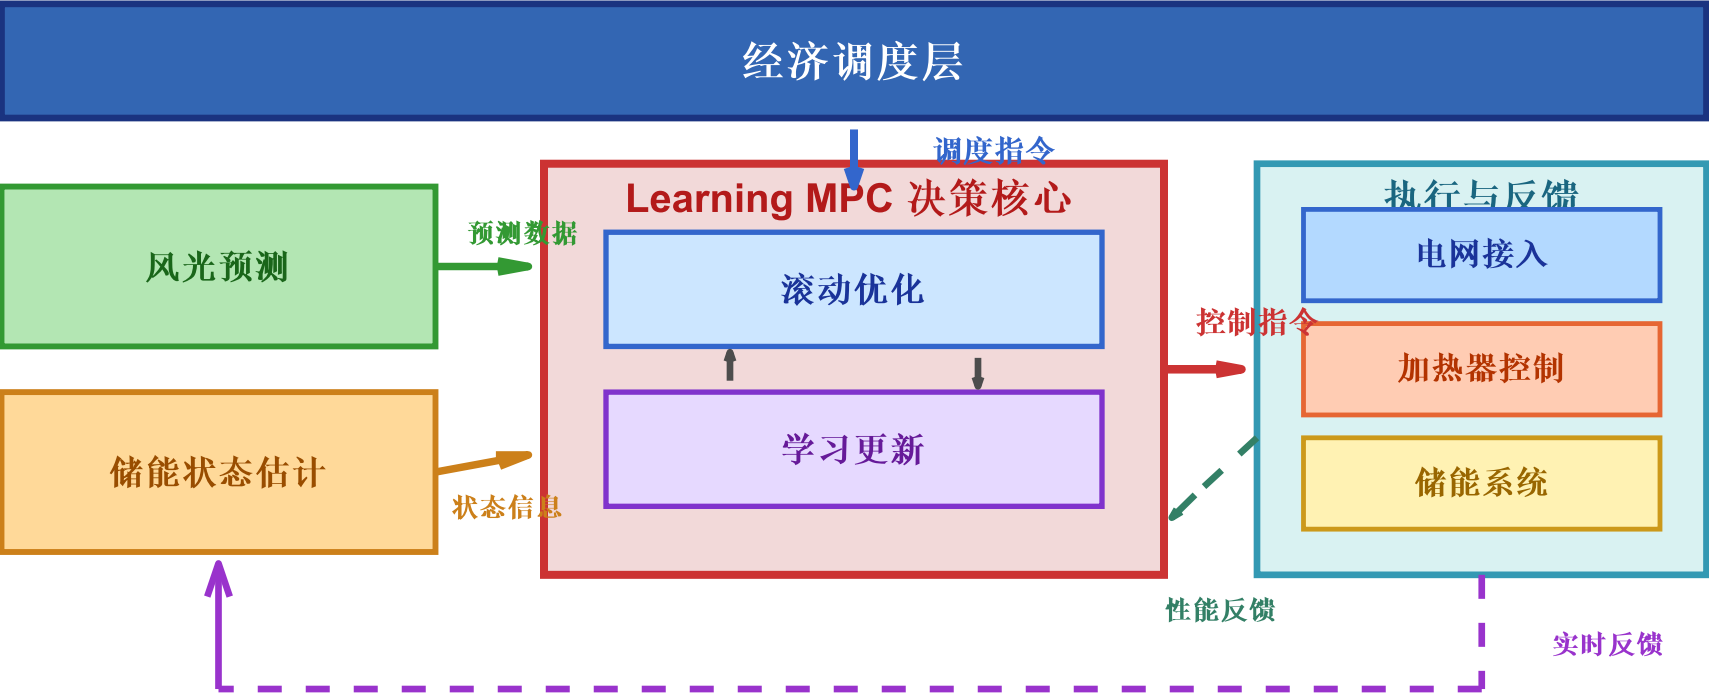 经济调度层
调度指令
Learning MPC 决策核心
执行与反馈
预测数据
风光预测
电网接入
滚动优化
控制指令
加热器控制
学习更新
储能状态估计
储能系统
状态信息
性能反馈
实时反馈